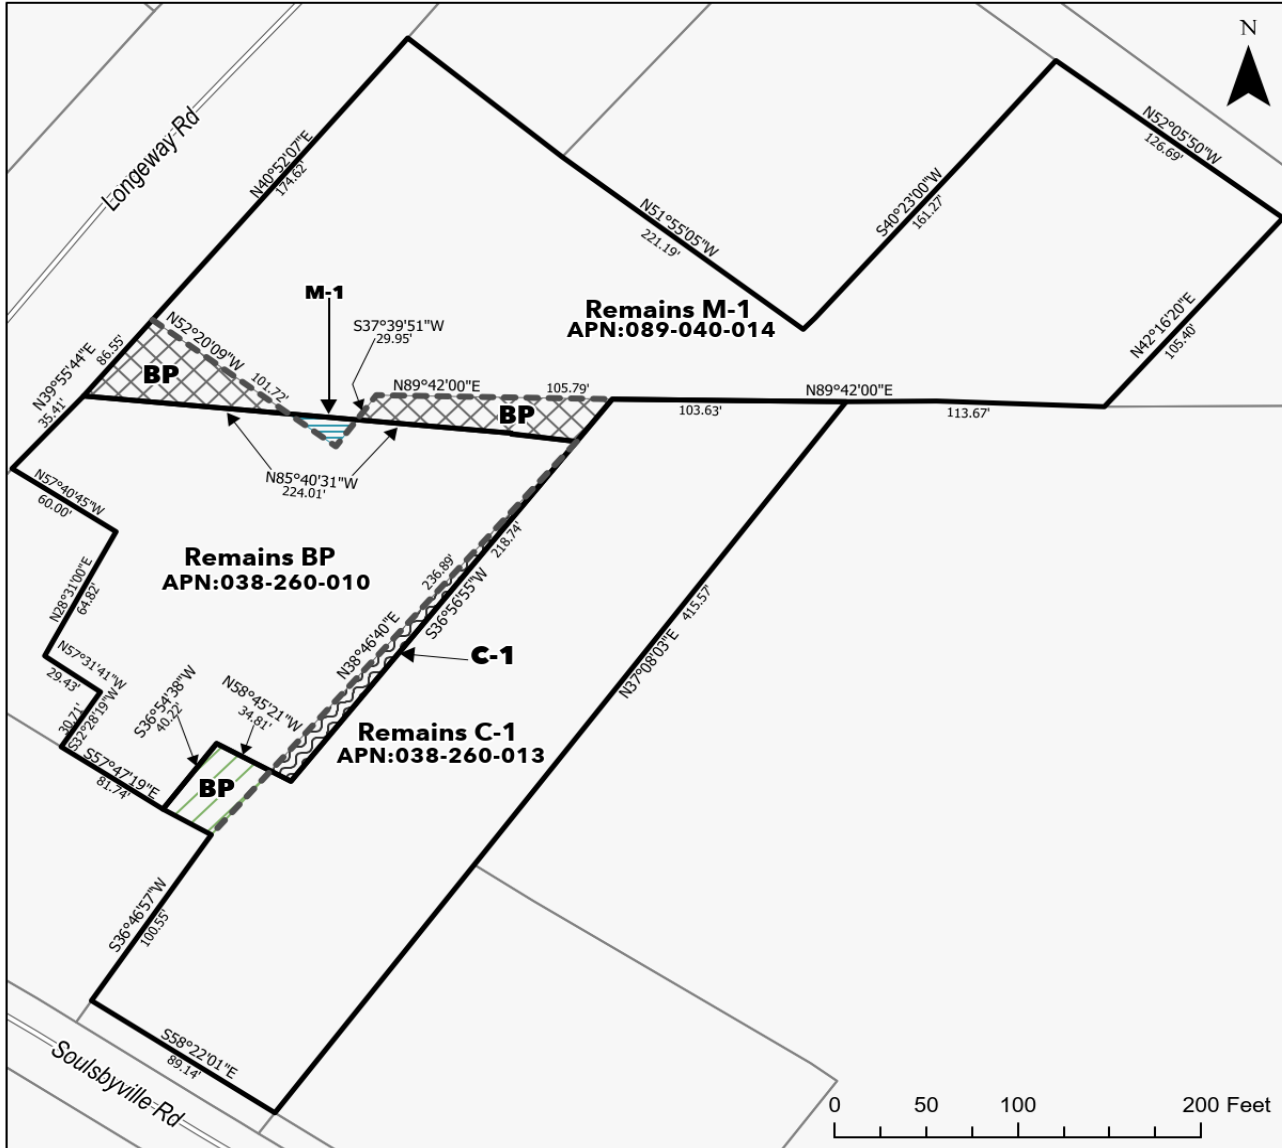 N
Longeway Rd
N40°52'07"E
174.62'
N52°05'50"W
126.69'
N51°55'05"W
221.19'
S40°23'00"W
161.27'
M-1
Remains M-1
APN:089-040-014
N42°16'20"E
105.40'
S37°39'51"W
29.95'
N52°20'09"W
101.72'
N39°55'44"E
86.55'
35.41'
BP
N89°42'00"E
105.79'
BP
N89°42'00"E
103.63'
113.67'
N85°40'31"W
224.01'
N57°40'45"W
60.00'
Remains BP
APN:038-260-010
N28°31'00"E
64.82'
236.89'
218.74'
N38°46'40"E
S36°56'55"W
415.57'
N37°08'03"E
C-1
N57°31'41"W
29.43'
30.71'
S32°28'19"W
S36°54'38"W
40.22'
N58°45'21"W
34.81'
Remains C-1
APN:038-260-013
S57°47'19"E
81.74'
BP
S36°46'57"W
100.55'
S58°22'01"E
89.14'
Soulsbyville Rd
0 50 100 200 Feet